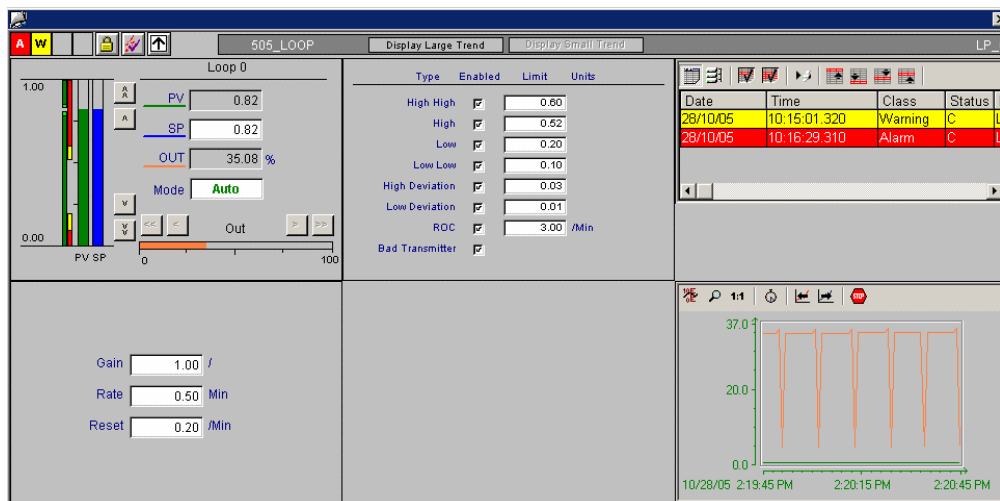 A W 505_LOOP Display Large Trend Display Small Trend LP_
Loop 0
1.00
PV 0.82
SP 0.82
OUT 35.08 %
Mode Auto
<< < Out > >>
0.00
PV SP 0 100
Type Enabled Limit Units
High High 0.60
High 0.52
Low 0.20
Low Low 0.10
High Deviation 0.03
Low Deviation 0.01
ROC 3.00 /Min
Bad Transmitter
Date Time Class Status
28/10/05 10:15:01.320 Warning C L
28/10/05 10:16:29.310 Alarm C L
Gain 1.00 /
Rate 0.50 Min
Reset 0.20 /Min
1:1 STOP
37.0
20.0
0.0
10/28/05 2:19:45 PM 2:20:15 PM 2:20:45 PM